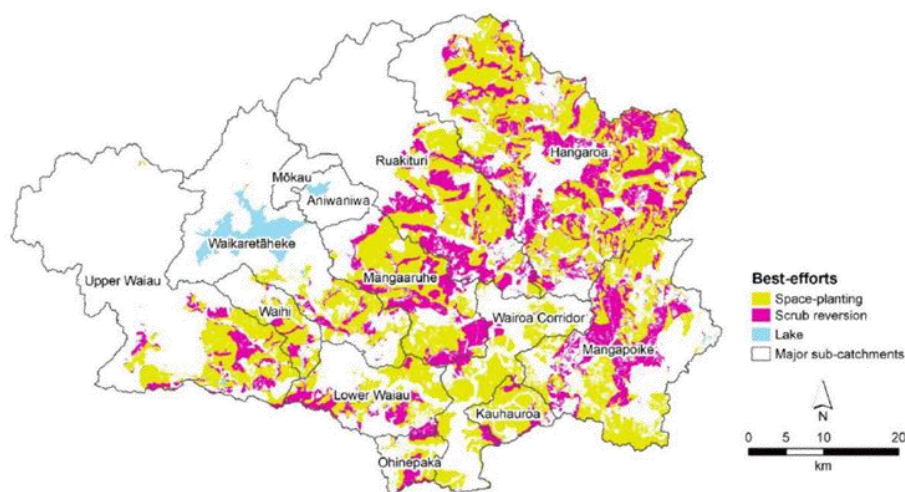 Ruakituri
Hangaroa
Mōkau
Aniwaniwa
Waikaretāheke
Upper Waiau
Mangaaruhe
Waihi
Wairoa Corridor
Mangapoike
Lower Waiau
Kauhauroa
Ohinepaka
Best-efforts
Space-planting
Scrub reversion
Lake
Major sub-catchments
N
0 5 10 20
km